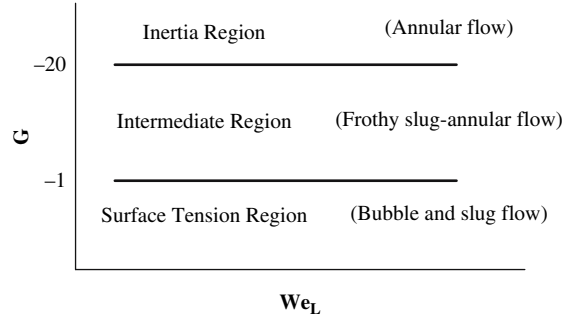 Inertia Region (Annular flow)
–20
Intermediate Region (Frothy slug-annular flow)
G
–1
Surface Tension Region (Bubble and slug flow)
We_L